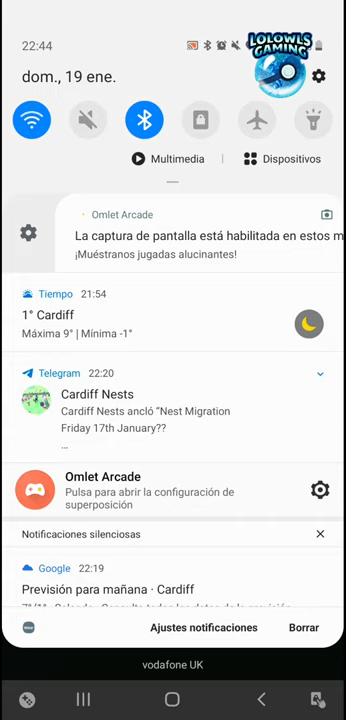 22:44
LOLOWLS
GAMING
dom., 19 ene.
Multimedia
Dispositivos
Omlet Arcade
La captura de pantalla está habilitada en estos m
¡Muéstranos jugadas alucinantes!
Tiempo 21:54
1° Cardiff
Máxima 9° | Mínima -1°
Telegram 22:20
Cardiff Nests
Cardiff Nests ancló “Nest Migration
Friday 17th January??
...
Omlet Arcade
Pulsa para abrir la configuración de
superposición
Notificaciones silenciosas
Google 22:19
Previsión para mañana · Cardiff
Ajustes notificaciones
Borrar
vodafone UK